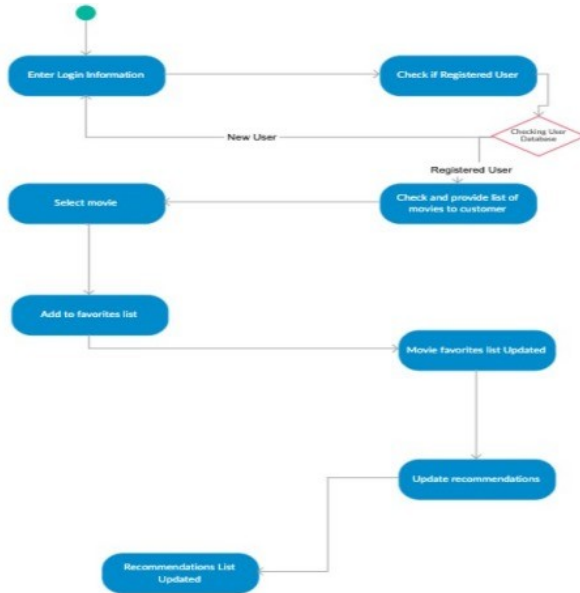 Enter Login Information
Check if Registered User
Checking User
Database
New User
Registered User
Select movie
Check and provide list of
movies to customer
Add to favorites list
Movie favorites list Updated
Update recommendations
Recommendations List
Updated